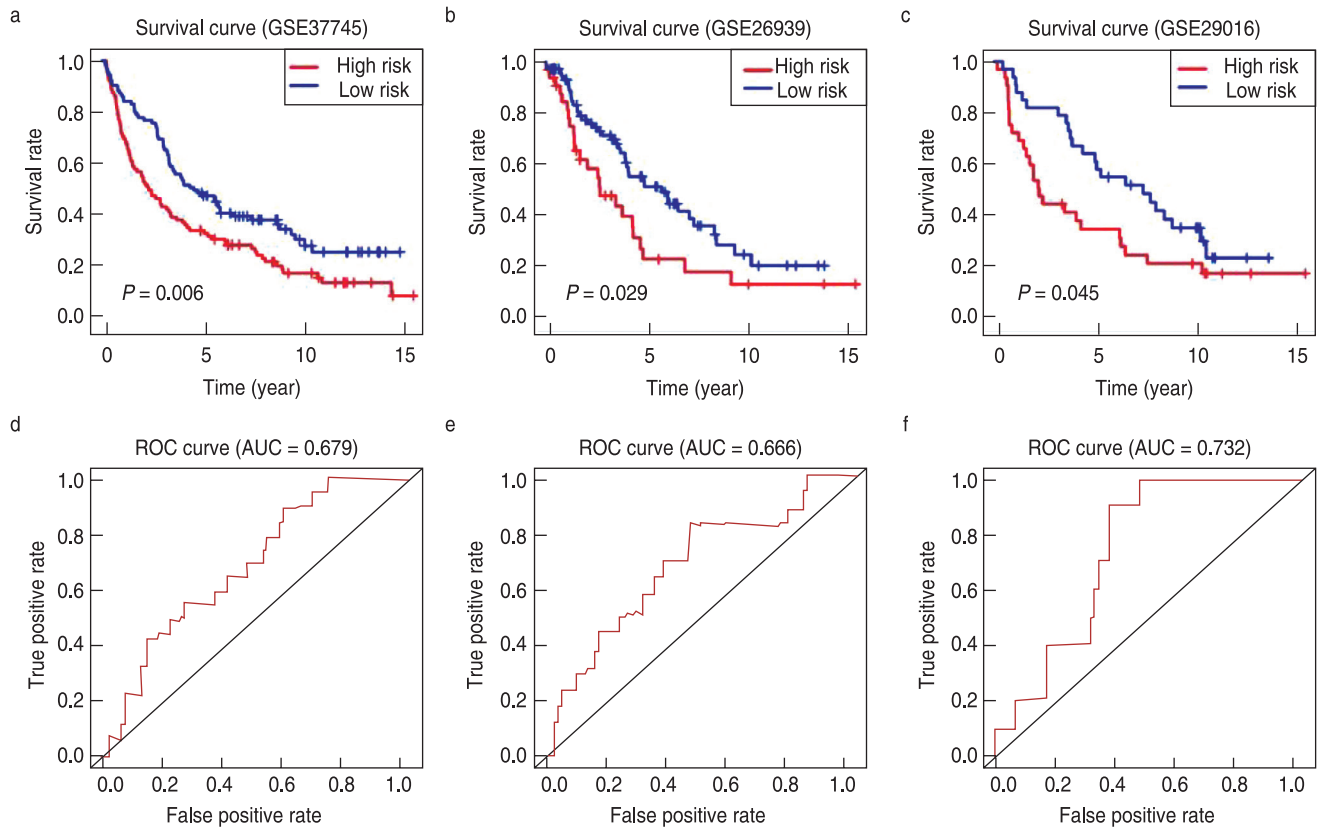 a
Survival curve (GSE37745)
High risk
Low risk
1.0
0.8
0.6
0.4
0.2
0.0
Survival rate
P = 0.006
0 5 10 15
Time (year)
b
Survival curve (GSE26939)
High risk
Low risk
1.0
0.8
0.6
0.4
0.2
0.0
Survival rate
P = 0.029
0 5 10 15
Time (year)
c
Survival curve (GSE29016)
High risk
Low risk
1.0
0.8
0.6
0.4
0.2
0.0
Survival rate
P = 0.045
0 5 10 15
Time (year)
d
ROC curve (AUC = 0.679)
1.0
0.8
0.6
0.4
0.2
0.0
True positive rate
0.0 0.2 0.4 0.6 0.8 1.0
False positive rate
e
ROC curve (AUC = 0.666)
1.0
0.8
0.6
0.4
0.2
0.0
True positive rate
0.0 0.2 0.4 0.6 0.8 1.0
False positive rate
f
ROC curve (AUC = 0.732)
1.0
0.8
0.6
0.4
0.2
0.0
True positive rate
0.0 0.2 0.4 0.6 0.8 1.0
False positive rate